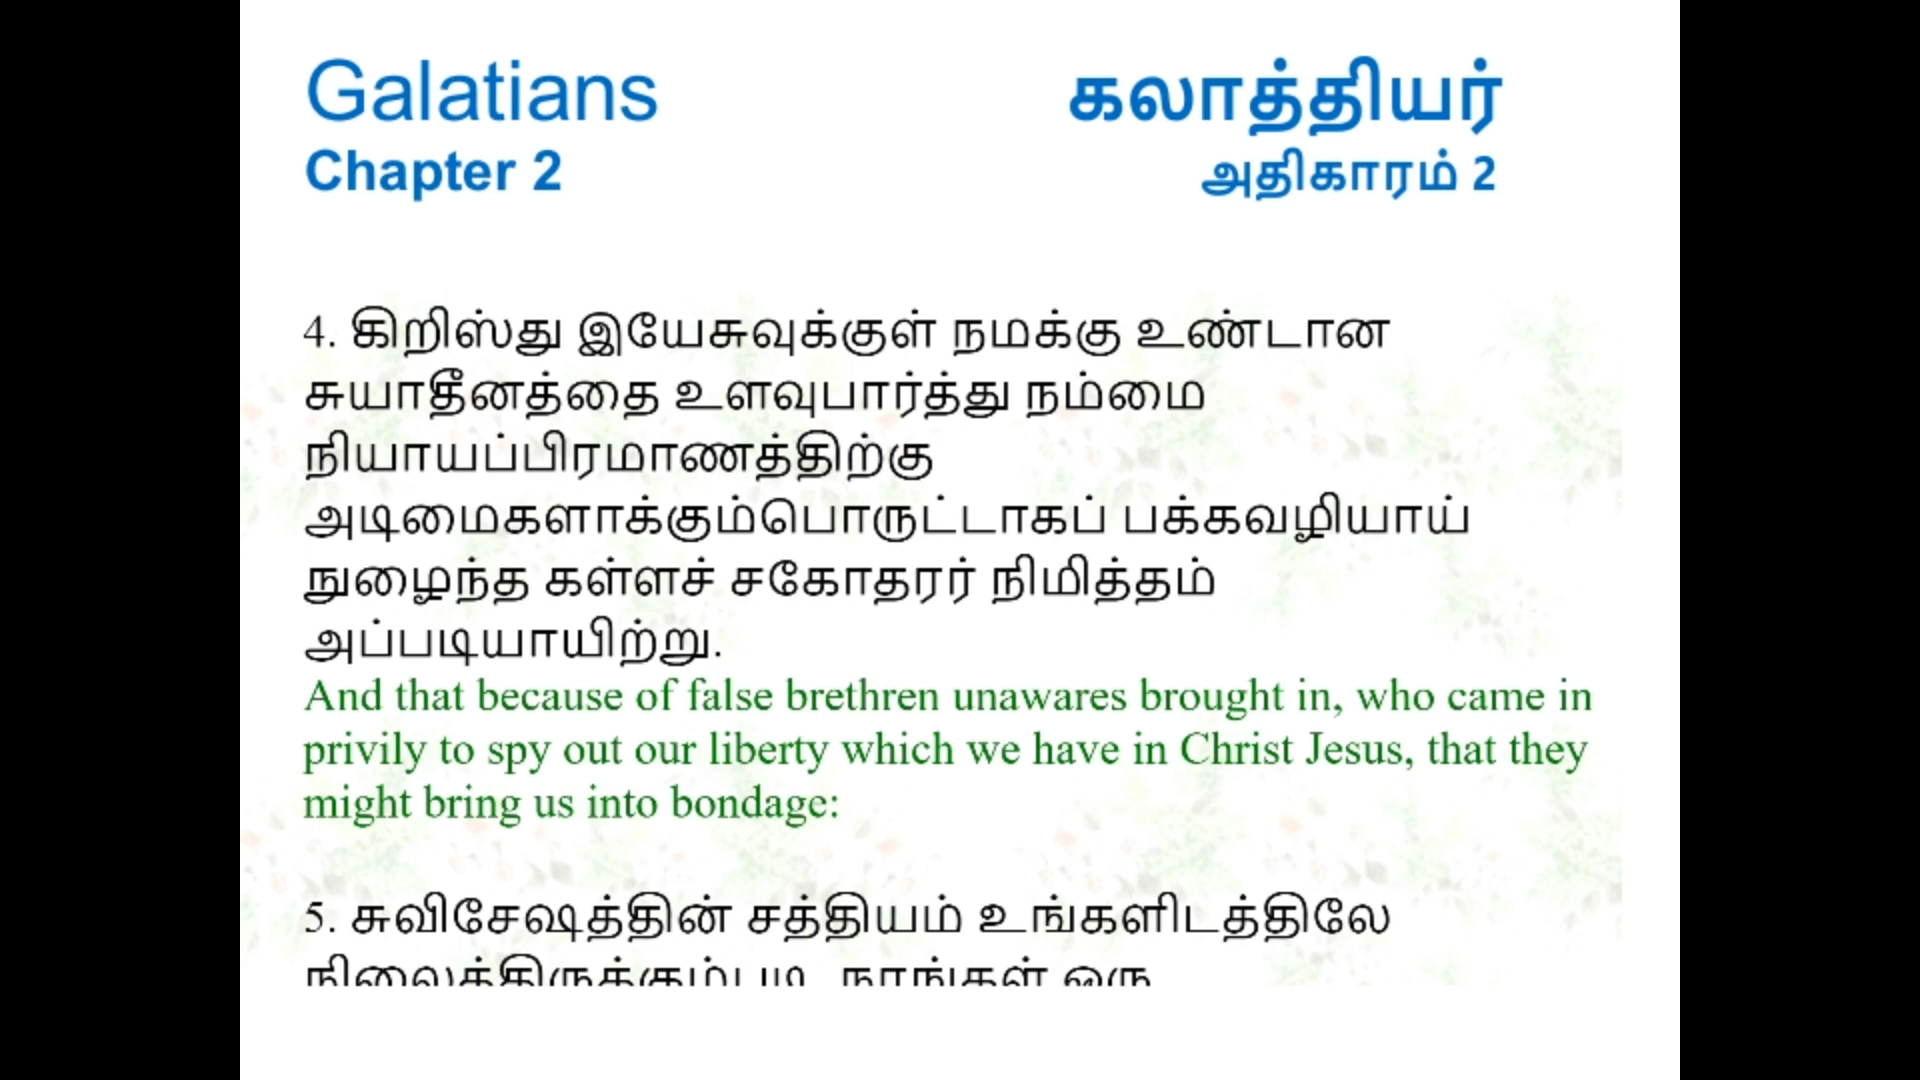 Galatians
கலாத்தியர்
Chapter 2
அதிகாரம் 2
4. கிறிஸ்து இயேசுவுக்குள் நமக்கு உண்டான
சுயாதீனத்தை உளவுபார்த்து நம்மை
நியாயப்பிரமாணத்திற்கு
அடிமைகளாக்கும்பொருட்டாகப் பக்கவழியாய்
நுழைந்த கள்ளச் சகோதரர் நிமித்தம்
அப்படியாயிற்று.
And that because of false brethren unawares brought in, who came in
privily to spy out our liberty which we have in Christ Jesus, that they
might bring us into bondage:
5. சுவிசேஷத்தின் சத்தியம் உங்களிடத்திலே
நிலைத்திருக்கும்படி, நாங்கள் ஒரு